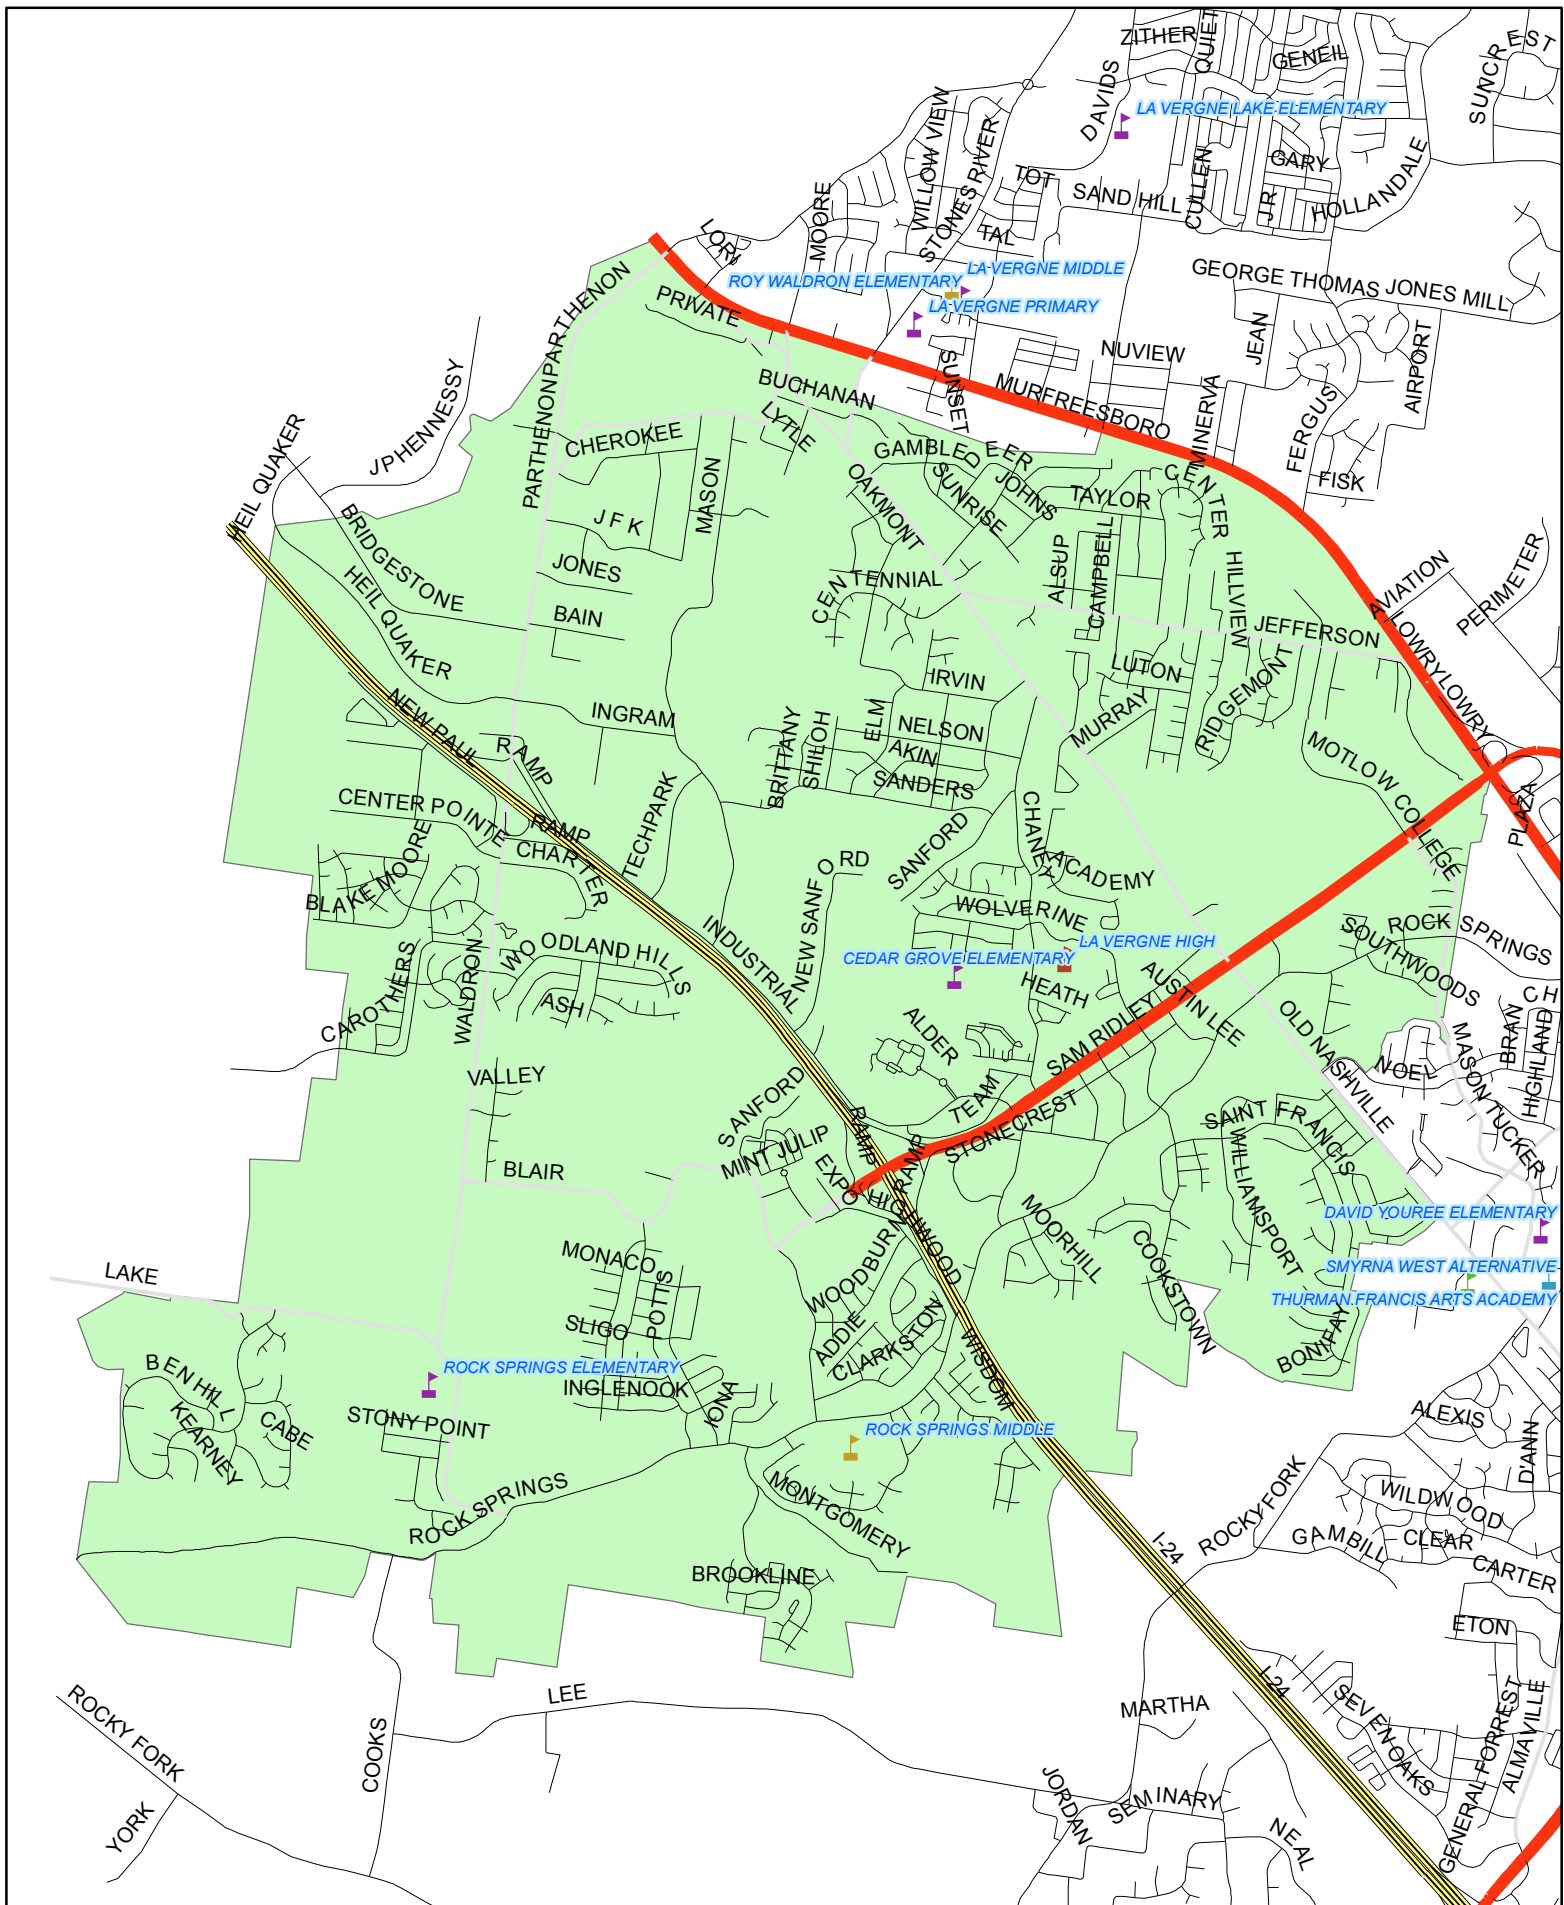 ZITHER
QUIET
GENEIL
SUNCREST
DAVIDS
LA VERGNE LAKE ELEMENTARY
WILLOW VIEW
STONES RIVER
TOT
SAND HILL
CULLEN
GARY
JR
HOLLANDALE
MOORE
LORI
TAL
LA VERGNE MIDDLE
ROY WALDRON ELEMENTARY
LA VERGNE PRIMARY
GEORGE THOMAS
JONES MILL
PRIVATE
PARTHENON
PARTHENON
NUVIEW
JEAN
AIRPORT
SUNSET
MURFREESBORO
MINERVA
FERGUS
FISK
BUCHANAN
LYTLE
JP HENNESSY
HEIL QUAKER
CHEROKEE
MASON
GAMBLE
DEER
SUNRISE
JOHNS
OAKMONT
TAYLOR
CENTER
BRIDGESTONE
JFK
JONES
BAIN
ALSUP
CAMPBELL
HILLVIEW
CENTENNIAL
AVIATION
PERIMETER
JEFFERSON
LOWRY
LOWRY
HEIL QUAKER
IRVIN
LUTON
MURRAY
RIDGEMONT
INGRAM
NEW PAUL
RAMP
BRITTANY
SHILOH
ELM
NELSON
AKIN
SANDERS
MOTLOW COLLEGE
PLAZA
CENTER POINTE
RAMP
CHARTER
TECHPARK
CHANEY
SANFORD
ACADEMY
BLAKE MOORE
NEW SANFORD
WOLVERINE
LA VERGNE HIGH
CEDAR GROVE ELEMENTARY
ROCK SPRINGS
SOUTHWOODS
CAROTHERS
WALDRON
WOODLAND HILLS
ASH
INDUSTRIAL
HEATH
AUSTIN LEE
CH
BRAN
HIGHLAND
ALDER
SAM RIDLEY
OLD NASHVILLE
NOEL
MASON TUCKER
VALLEY
SANFORD
TEAM
STONECREST
SAINT FRANCIS
WILLIAMSPORT
MINT JULIP
RAMP
RAMP
EXPO
HIGHWOOD
BLAIR
MOORHILL
COOKSTOWN
DAVID YOUREE ELEMENTARY
SMYRNA WEST ALTERNATIVE
THURMAN FRANCIS ARTS ACADEMY
LAKE
MONACO
POTTS
SLIGO
WOODBURN
ADDIE
CLARKSTON
WISDOM
BONIFAY
ROCK SPRINGS ELEMENTARY
INGLENOOK
IONA
BENHILL
KEARNEY
CABE
STONY POINT
ROCK SPRINGS MIDDLE
ALEXIS
D'ANN
ROCK SPRINGS
MONTGOMERY
BROOKLINE
ROCKY FORK
WILDWOOD
GAMBILL
CLEAR
CARTER
I-24
ETON
I-24
LEE
MARTHA
SEVEN OAKS
GENERAL FORREST
ALMAVILLE
ROCKY FORK
YORK
COOKS
JORDAN
SEMINARY
NEAL